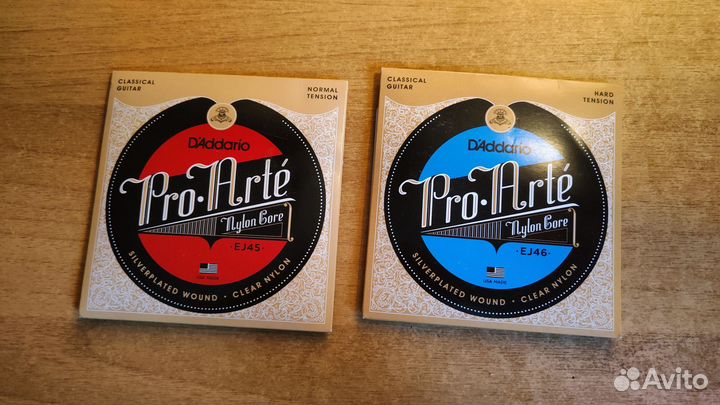 CLASSICAL
GUITAR
NORMAL
TENSION
D'Addario
Pro·Arté
Nylon Core
·EJ45·
USA MADE
SILVERPLATED WOUND · CLEAR NYLON
CLASSICAL
GUITAR
HARD
TENSION
D'Addario
Pro·Arté
Nylon Core
·EJ46·
USA MADE
SILVERPLATED WOUND · CLEAR NYLON
Avito